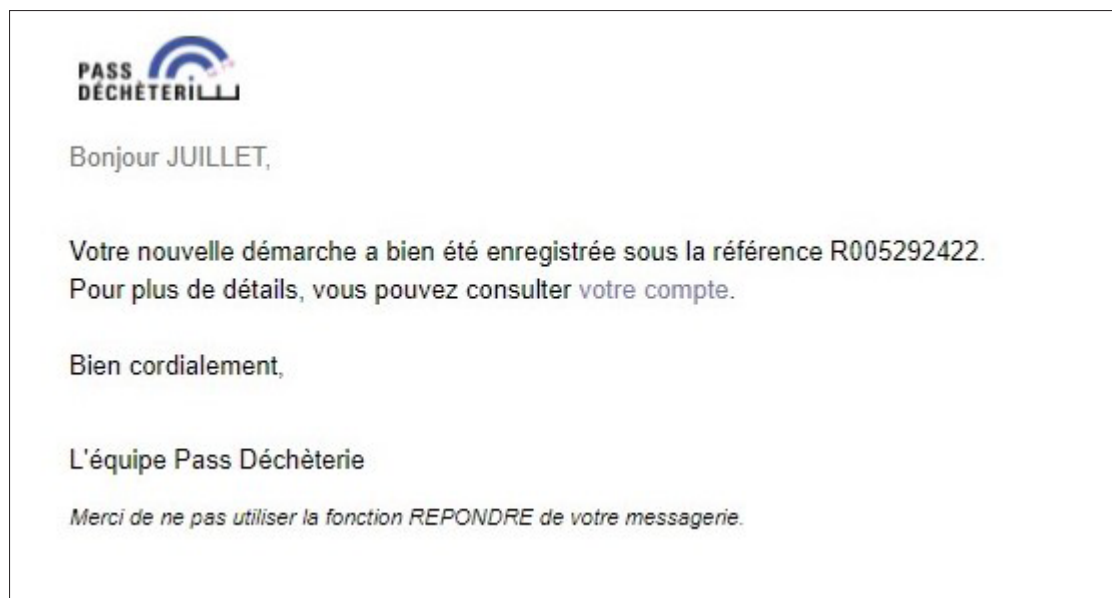 PASS
DÉCHÈTERiE
Bonjour JUILLET,
Votre nouvelle démarche a bien été enregistrée sous la référence R005292422.
Pour plus de détails, vous pouvez consulter votre compte.
Bien cordialement,
L'équipe Pass Déchèterie
Merci de ne pas utiliser la fonction REPONDRE de votre messagerie.